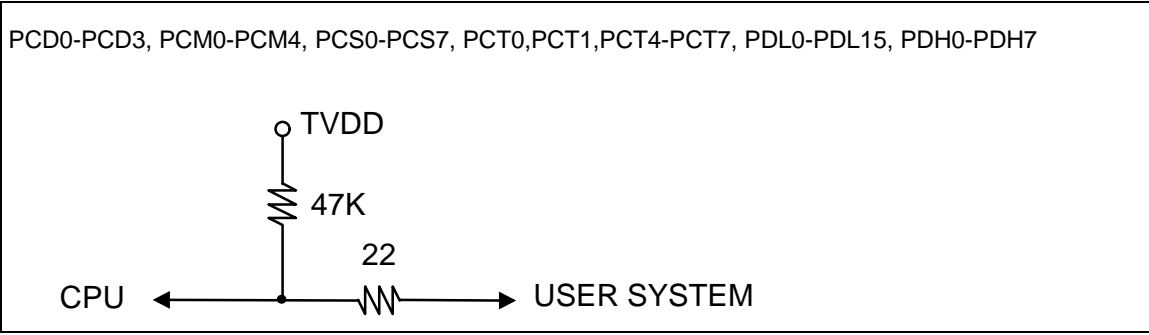 PCD0-PCD3, PCM0-PCM4, PCS0-PCS7, PCT0,PCT1,PCT4-PCT7, PDL0-PDL15, PDH0-PDH7
TVDD
47K
22
CPU
USER SYSTEM